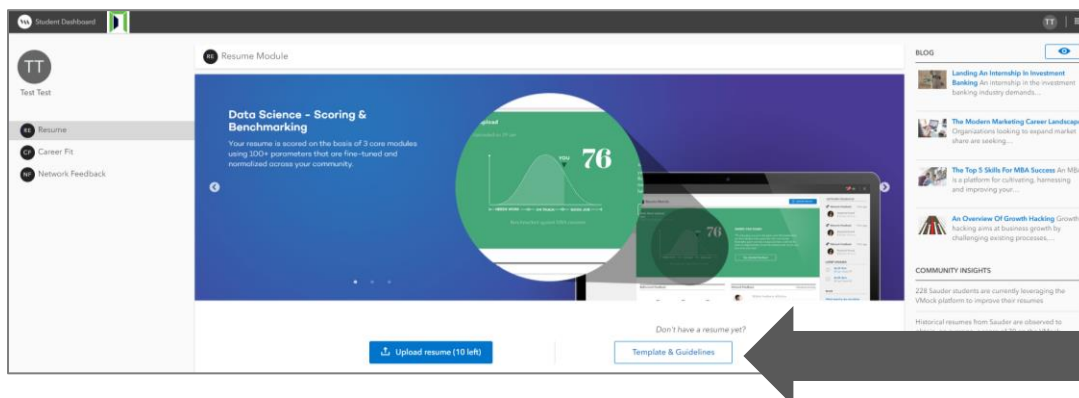 VM Student Dashboard
TT
TT
Test Test
RE Resume
CF Career Fit
NF Network Feedback
RE Resume Module
Data Science – Scoring &
Benchmarking
Your resume is scored on the basis of 3 core modules
using 100+ parameters that are fine-tuned and
normalized across your community.
upload
YOU
76
76
Don't have a resume yet?
Upload resume (10 left)
Template & Guidelines
BLOG
Landing An Internship In Investment
Banking An internship in the investment
banking industry demands...
The Modern Marketing Career Landscape
Organizations looking to expand market
share are seeking...
The Top 5 Skills For MBA Success An MBA
is a platform for cultivating, harnessing
and improving your...
An Overview Of Growth Hacking Growth
hacking aims at business growth by
challenging existing processes,...
COMMUNITY INSIGHTS
228 Sauder students are currently leveraging the
VMock platform to improve their resumes
Historical resumes from Sauder are observed to